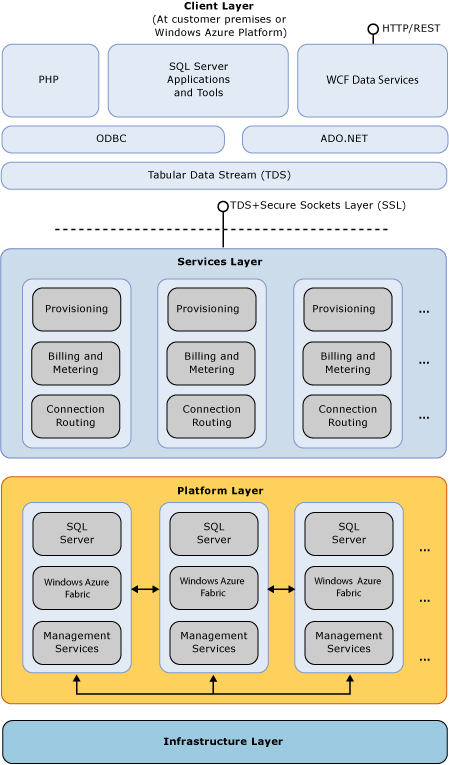 Client Layer
(At customer premises or
Windows Azure Platform)
HTTP/REST
PHP
SQL Server
Applications
and Tools
WCF Data Services
ODBC
ADO.NET
Tabular Data Stream (TDS)
TDS+Secure Sockets Layer (SSL)
Services Layer
Provisioning
Provisioning
Provisioning
...
Billing and
Metering
Billing and
Metering
Billing and
Metering
...
Connection
Routing
Connection
Routing
Connection
Routing
...
Platform Layer
SQL
Server
SQL
Server
SQL
Server
...
Windows Azure
Fabric
Windows Azure
Fabric
Windows Azure
Fabric
...
Management
Services
Management
Services
Management
Services
...
Infrastructure Layer